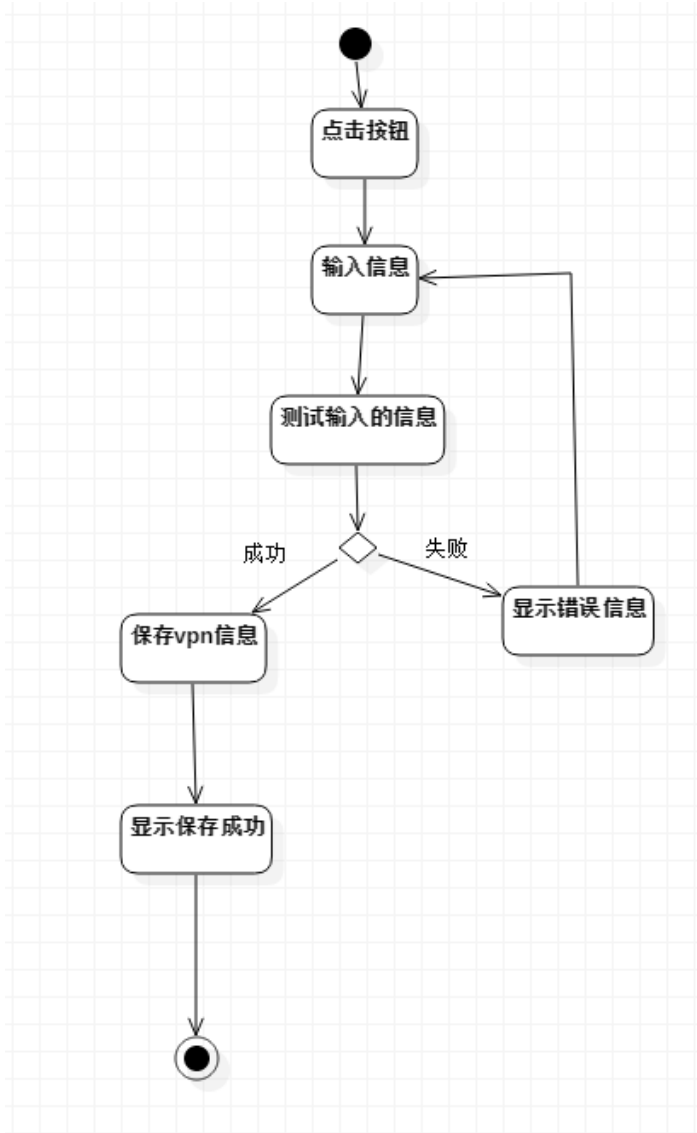 点击按钮
输入信息
测试输入的信息
成功
失败
显示错误信息
保存vpn信息
显示保存成功